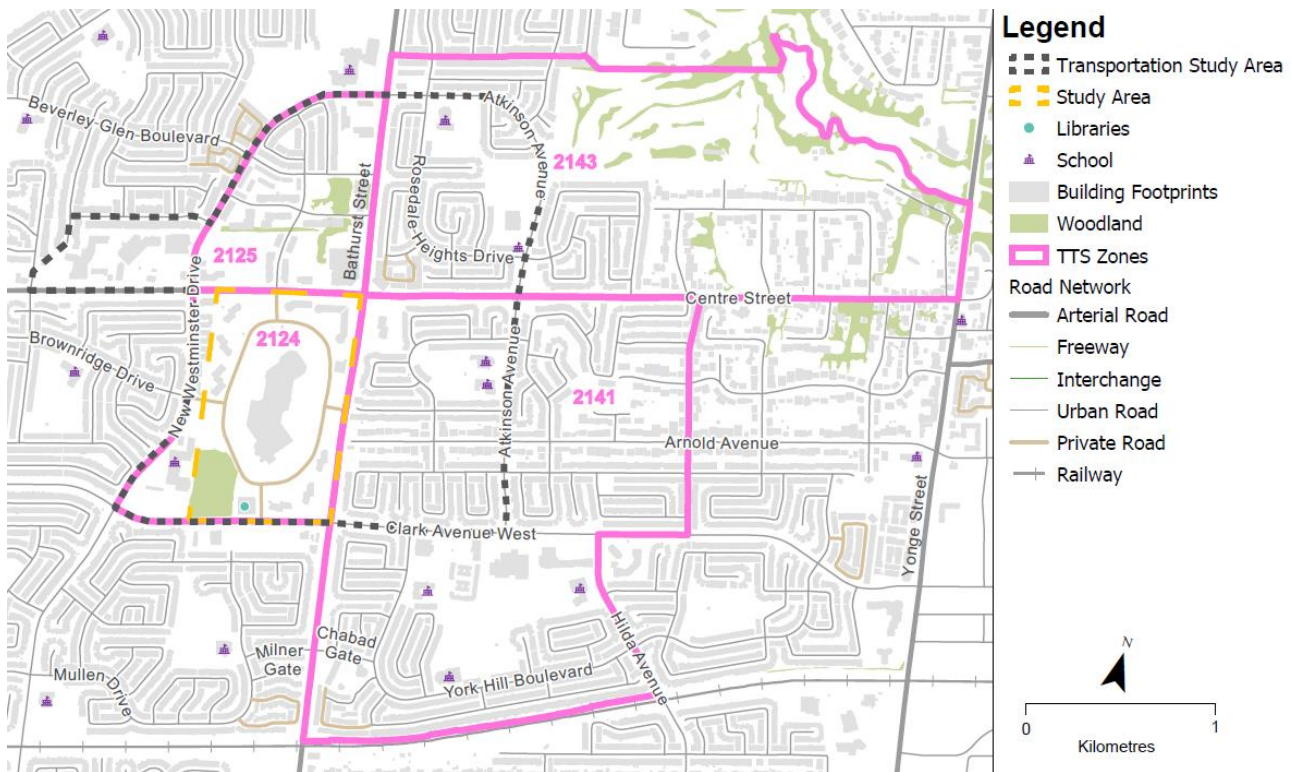 Beverley Glen Boulevard
Atkinson Avenue
2143
Rosedale
Heights Drive
Bathurst Street
2125
New Westminster Drive
Centre Street
2124
Brownridge Drive
Atkinson Avenue
2141
Arnold Avenue
Clark Avenue West
Yonge Street
Chabad
Gate
Milner
Gate
Mullen Drive
York Hill Boulevard
Hilda Avenue
Legend
Transportation Study Area
Study Area
Libraries
School
Building Footprints
Woodland
TTS Zones
Road Network
Arterial Road
Freeway
Interchange
Urban Road
Private Road
Railway
N
0 1
Kilometres